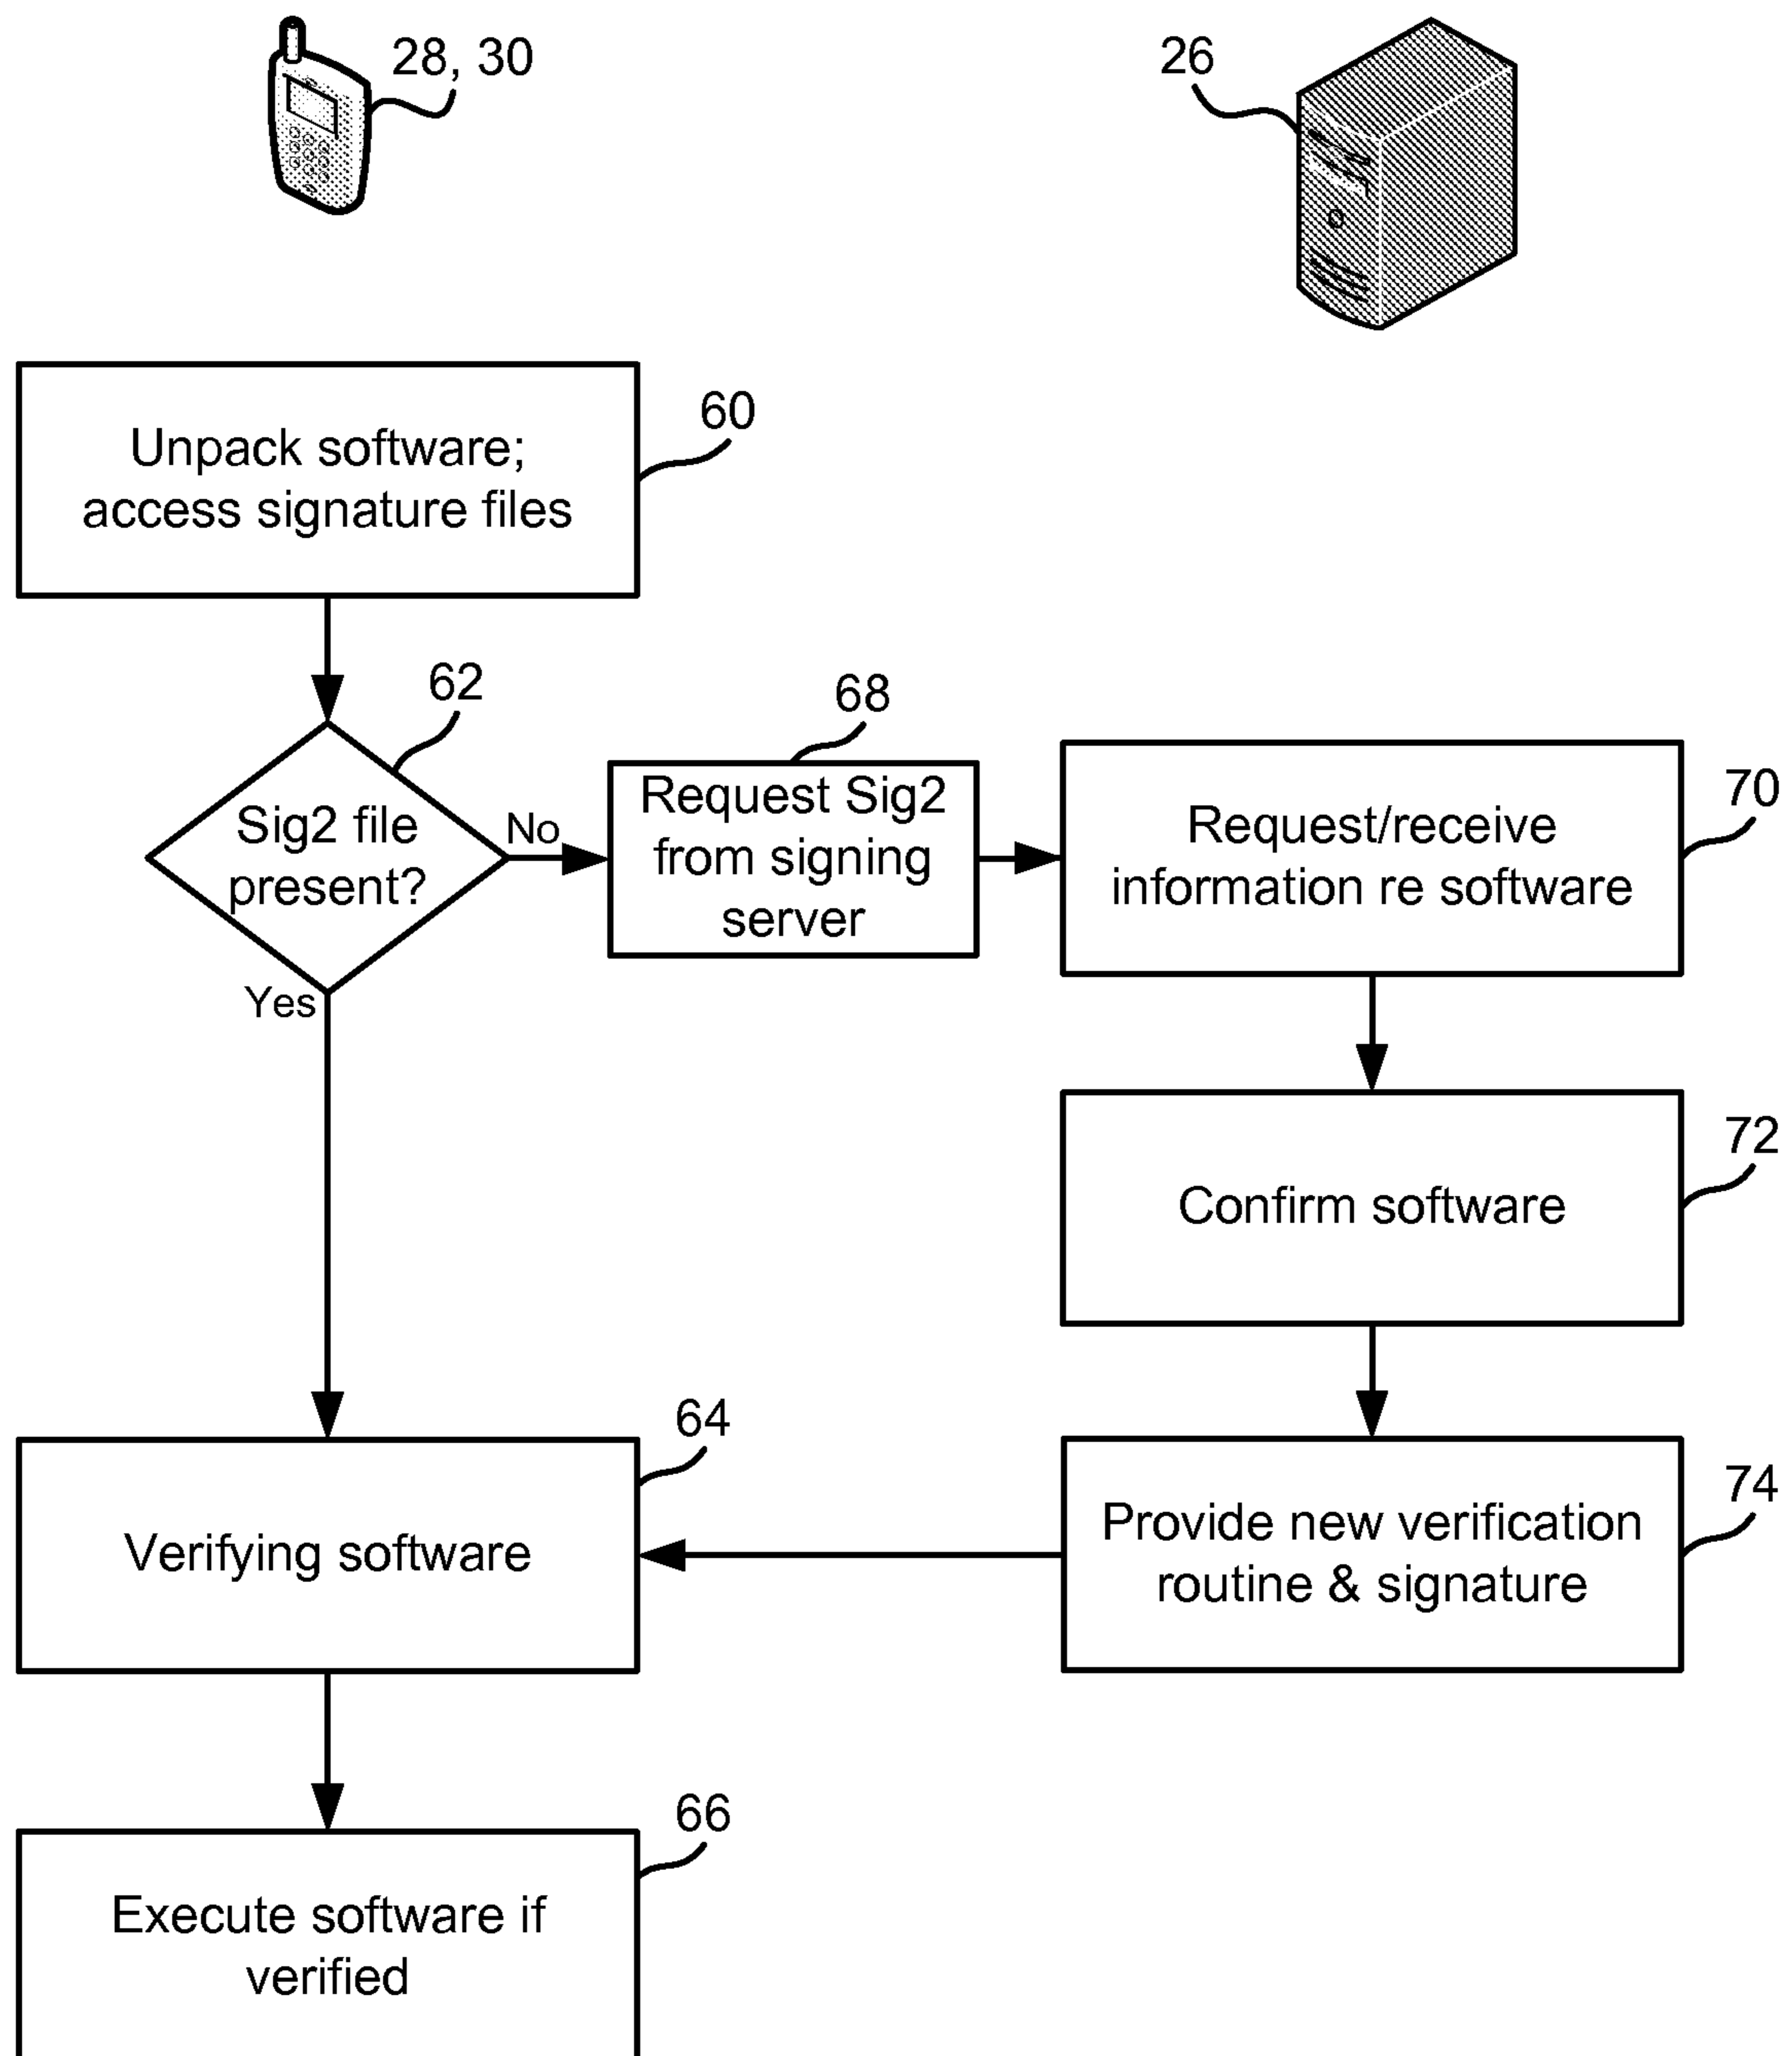 28, 30
26
60
Unpack software;
access signature files
62
Sig2 file
present?
No
Yes
68
Request Sig2
from signing
server
70
Request/receive
information re software
72
Confirm software
64
Verifying software
74
Provide new verification
routine & signature
66
Execute software if
verified